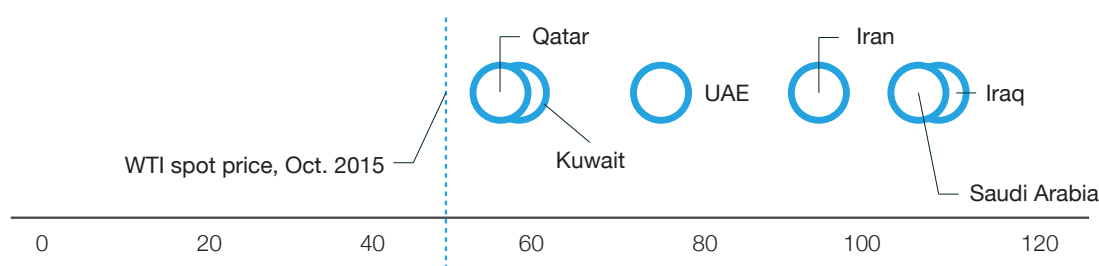 Qatar
Iran
UAE
Iraq
Kuwait
WTI spot price, Oct. 2015
Saudi Arabia
0 20 40 60 80 100 120